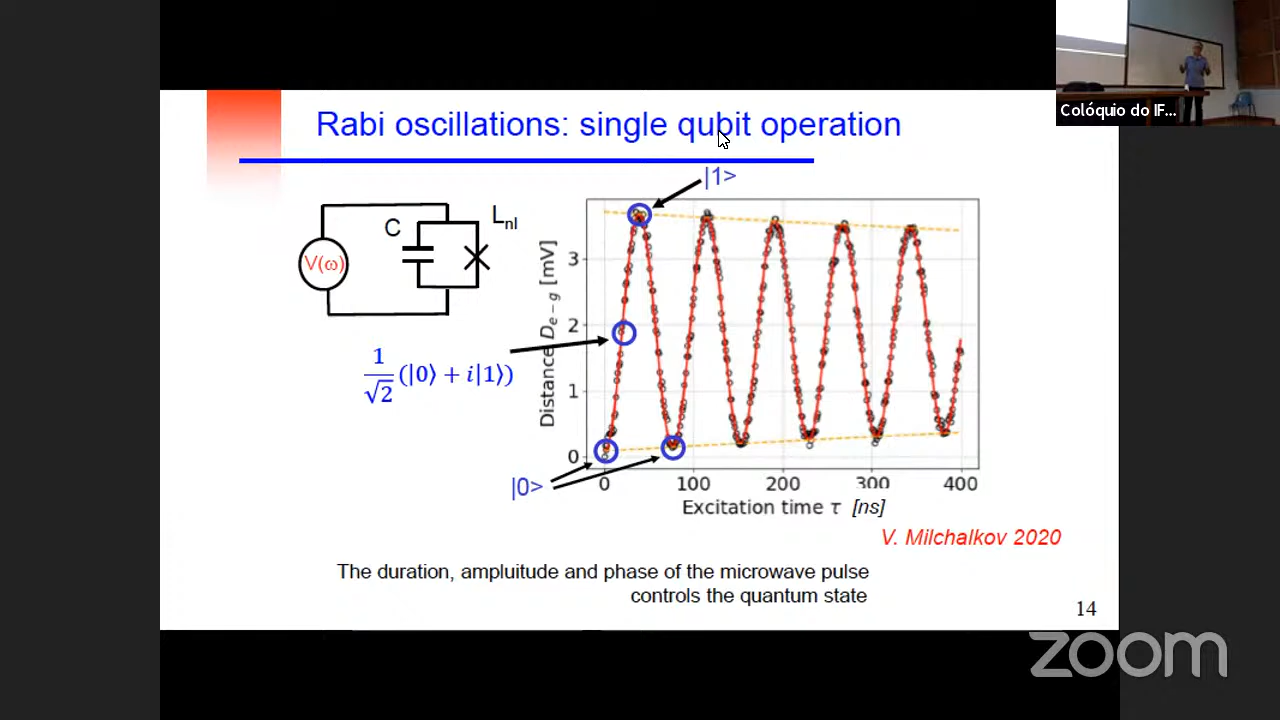 Colóquio do IF...
Rabi oscillations: single qubit operation
|1>
C
L_nl
V(ω)
Distance D_{e-g} [mV]
3
2
1
0
1/√2 (|0⟩ + i|1⟩)
|0>
0 100 200 300 400
Excitation time τ [ns]
V. Milchalkov 2020
The duration, ampluitude and phase of the microwave pulse
controls the quantum state
14
zoom